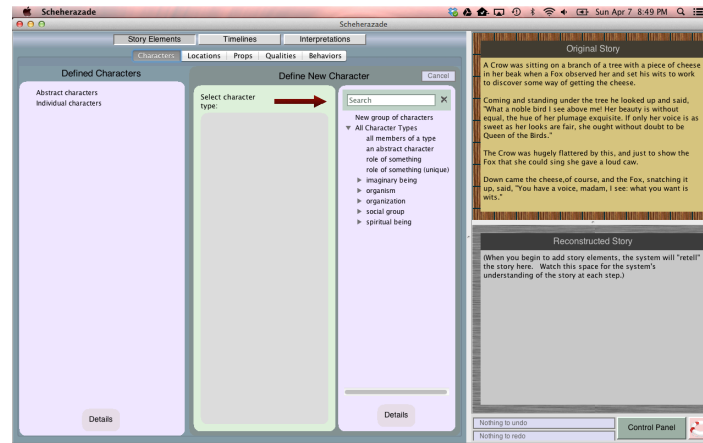 Scheherazade
Sun Apr 7 8:49 PM
Scheherazade
Story Elements
Timelines
Interpretations
Characters
Locations
Props
Qualities
Behaviors
Defined Characters
Abstract characters
Individual characters
Details
Define New Character
Cancel
Select character
type:
Search
New group of characters
All Character Types
all members of a type
an abstract character
role of something
role of something (unique)
imaginary being
organism
organization
social group
spiritual being
Details
Original Story
A Crow was sitting on a branch of a tree with a piece of cheese
in her beak when a Fox observed her and set his wits to work
to discover some way of getting the cheese.
Coming and standing under the tree he looked up and said,
"What a noble bird I see above me! Her beauty is without
equal, the hue of her plumage exquisite. If only her voice is as
sweet as her looks are fair, she ought without doubt to be
Queen of the Birds."
The Crow was hugely flattered by this, and just to show the
Fox that she could sing she gave a loud caw.
Down came the cheese,of course, and the Fox, snatching it
up, said, "You have a voice, madam, I see: what you want is
wits."
Reconstructed Story
(When you begin to add story elements, the system will "retell"
the story here. Watch this space for the system's
understanding of the story at each step.)
Nothing to undo
Nothing to redo
Control Panel